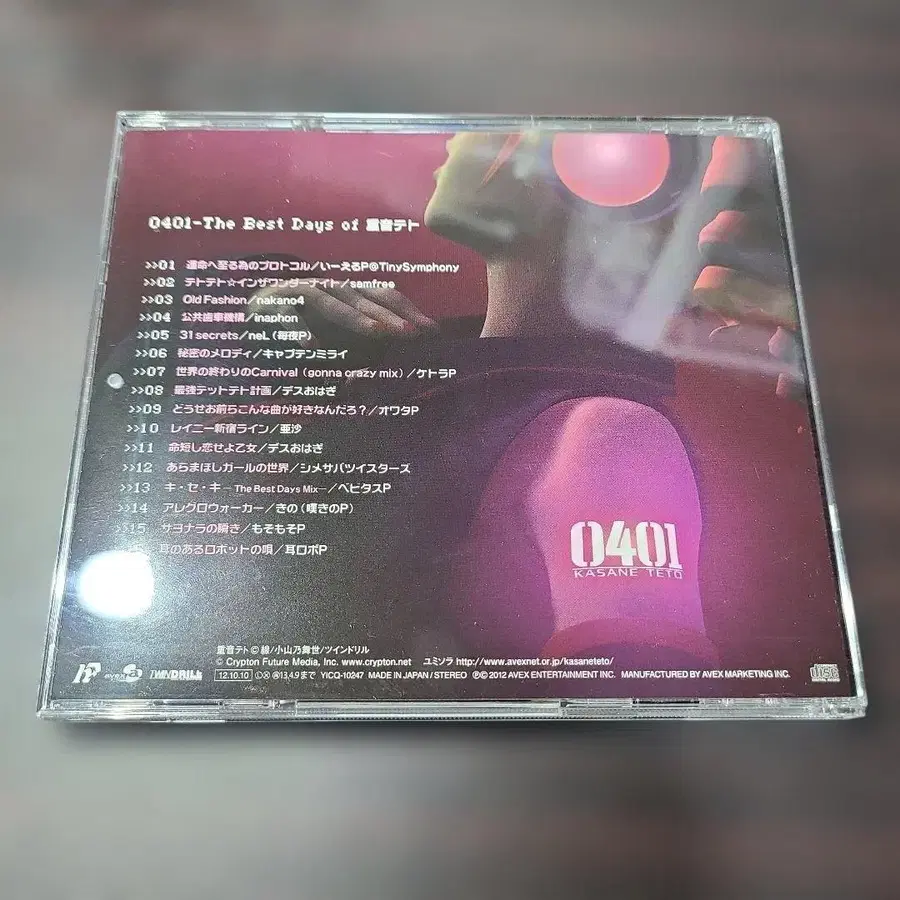 0401-The Best Days of 重音テト
>>01 運命へ至る為のプロトコル/いーえるP@TinySymphony
>>02 テトテト☆インザワンダーナイト/samfree
>>03 Old Fashion/nakano4
>>04 公共歯車機構/inaphon
>>05 31secrets/neL(毎夜P)
>>06 秘密のメロディ/キャプテンミライ
>>07 世界の終わりのCarnival (gonna crazy mix)/ケトラP
>>08 最強テットテト計画/デスおはぎ
>>09 どうせお前らこんな曲が好きなんだろ?/オワタP
>>10 レイニー新宿ライン/亜沙
>>11 命短し恋せよ乙女/デスおはぎ
>>12 あらまほしガールの世界/シメサバツイスターズ
>>13 キ・セ・キ-The Best Days Mix-/ペピタスP
>>14 アレグロウォーカー/きの(嘆きのP)
>>15 サヨナラの瞬き/もそもそP
耳のあるロボットの唄/耳ロボP
0401
KASANE TETO
重音テト©線/小山乃舞世/ツインドリル
© Crypton Future Media, Inc. www.crypton.net ユミソラ http://www.avexnet.or.jp/kasaneteto/
avex TWINDRILL 12.10.10 13.4.9まで YICQ-10247 MADE IN JAPAN/STEREO ℗© 2012 AVEX ENTERTAINMENT INC. MANUFACTURED BY AVEX MARKETING INC.